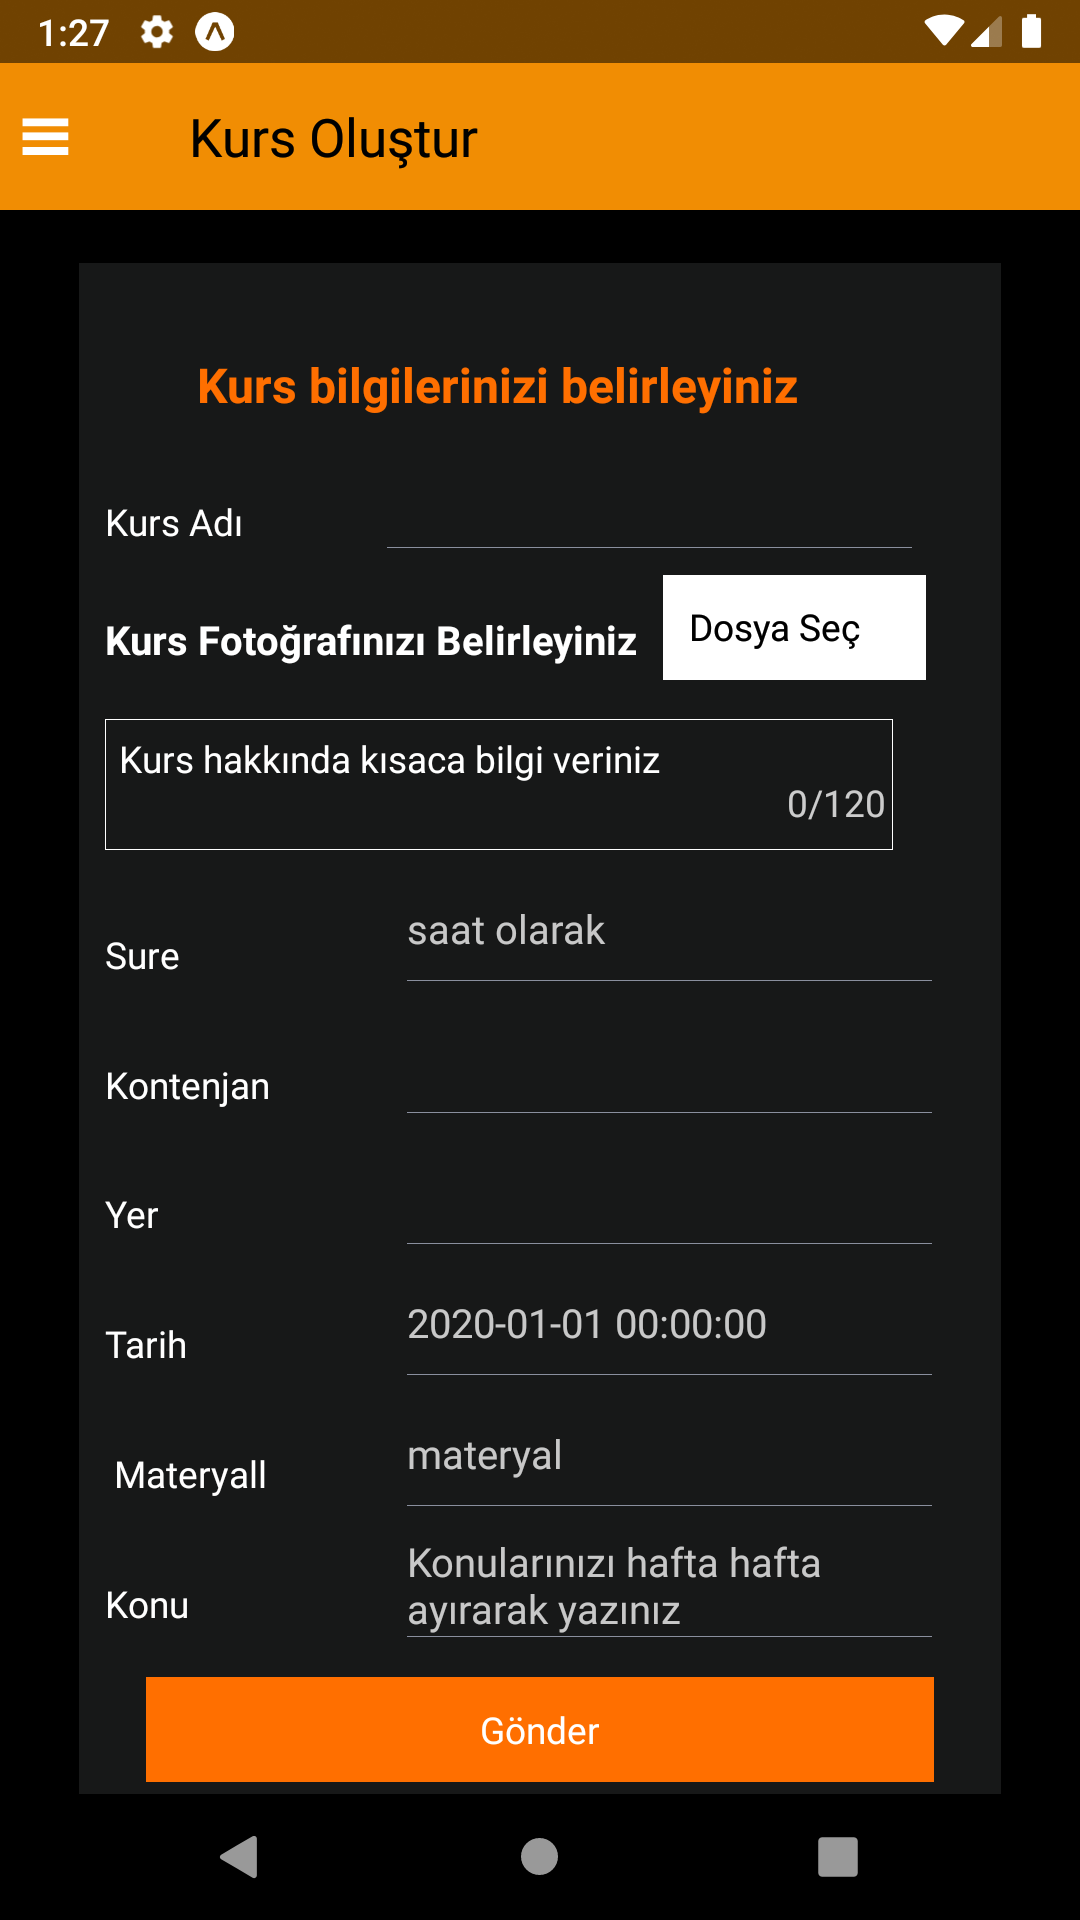 1:27
Kurs Oluştur
Kurs bilgilerinizi belirleyiniz
Kurs Adı
Kurs Fotoğrafınızı Belirleyiniz
Dosya Seç
Kurs hakkında kısaca bilgi veriniz
0/120
Sure
saat olarak
Kontenjan
Yer
Tarih
2020-01-01 00:00:00
Materyall
materyal
Konu
Konularınızı hafta hafta
ayırarak yazınız
Gönder